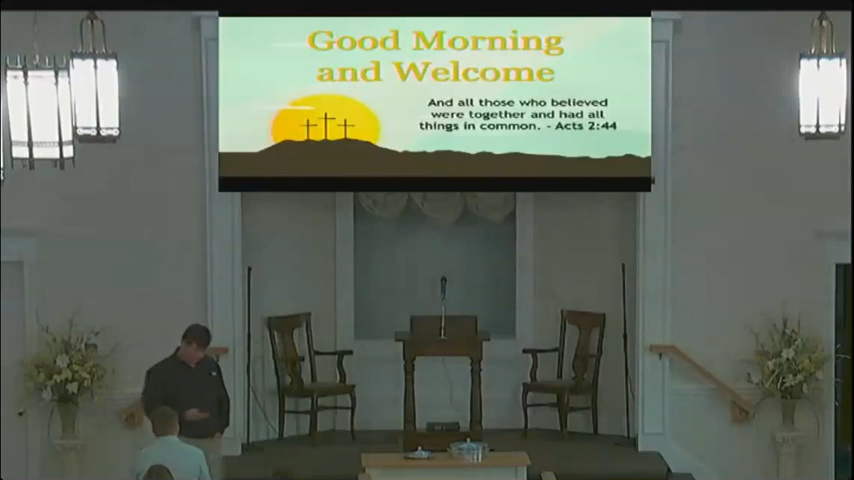 Good Morning
and Welcome
And all those who believed
were together and had all
things in common. - Acts 2:44